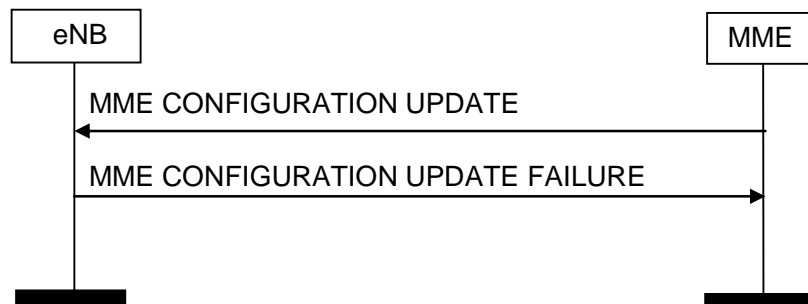 eNB
MME
MME CONFIGURATION UPDATE
MME CONFIGURATION UPDATE FAILURE